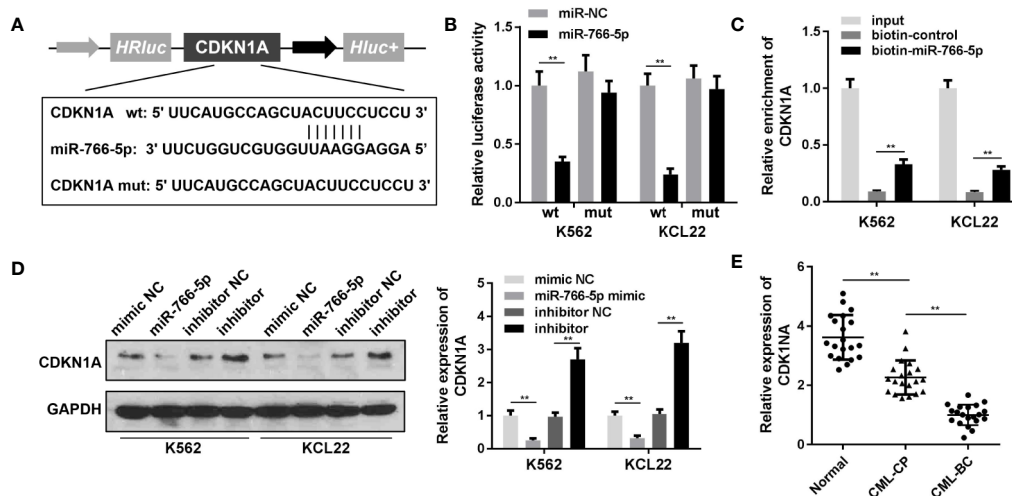 A
HRluc
CDKN1A
Hluc+
CDKN1A wt: 5' UUCAUGCCAGCUACUUCCUCCU 3'
miR-766-5p: 3' UUCUGGUCGUGGUUAAGGAGGA 5'
CDKN1A mut: 5' UUCAUGCCAGCUACUUCCUCCU 3'
B
miR-NC
miR-766-5p
Relative luciferase activity
1.5
1.0
0.5
0.0
**
**
wt
mut
wt
mut
K562
KCL22
C
input
biotin-control
biotin-miR-766-5p
Relative enrichment of
CDKN1A
1.5
1.0
0.5
0.0
**
**
K562
KCL22
D
mimic NC
miR-766-5p
inhibitor NC
inhibitor
mimic NC
miR-766-5p
inhibitor NC
inhibitor
CDKN1A
GAPDH
K562
KCL22
mimic NC
miR-766-5p mimic
inhibitor NC
inhibitor
Relative expression of
CDKN1A
5
4
3
2
1
0
**
**
**
**
K562
KCL22
E
Relative expression of
CDK1NA
6
4
2
0
**
**
Normal
CML-CP
CML-BC